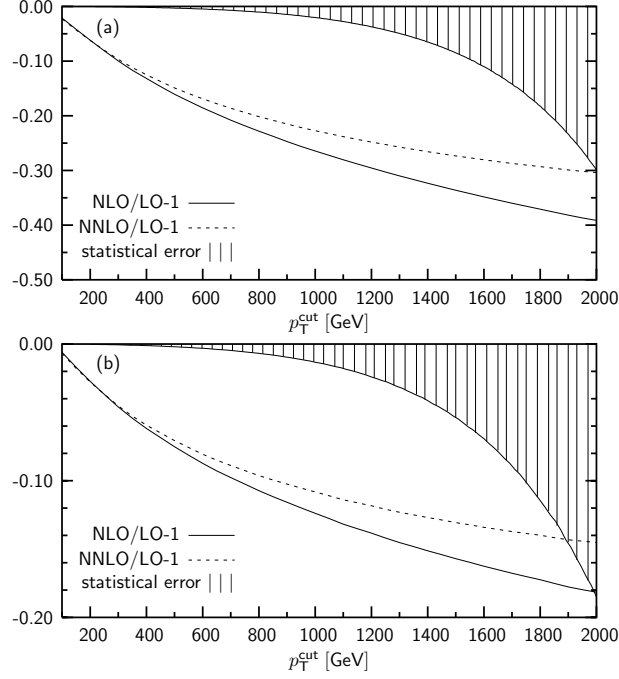 0.00
(a)
-0.10
-0.20
-0.30
NLO/LO-1
-0.40
NNLO/LO-1
statistical error
-0.50
200 400 600 800 1000 1200 1400 1600 1800 2000
p_T^cut [GeV]
0.00
(b)
-0.10
NLO/LO-1
NNLO/LO-1
statistical error
-0.20
200 400 600 800 1000 1200 1400 1600 1800 2000
p_T^cut [GeV]